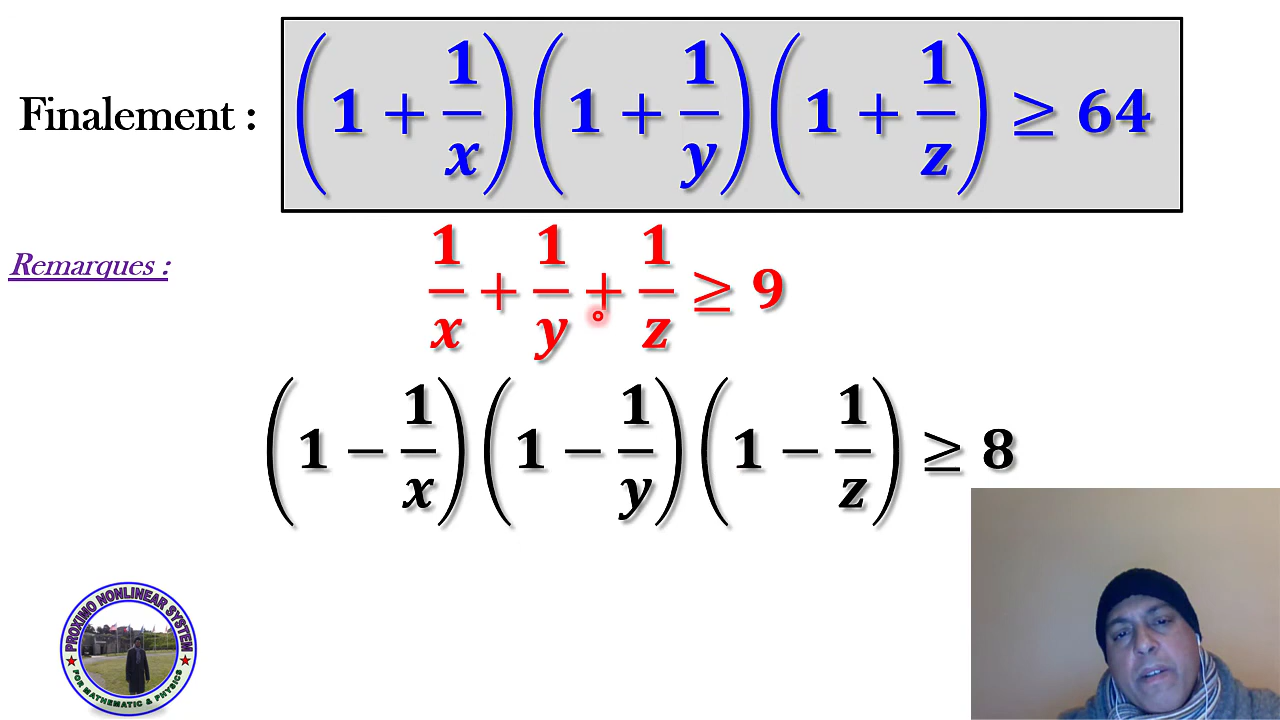 Finalement : (1 + 1/x)(1 + 1/y)(1 + 1/z) ≥ 64
Remarques : 1/x + 1/y + 1/z ≥ 9
(1 − 1/x)(1 − 1/y)(1 − 1/z) ≥ 8
PROXIMO NONLINEAR SYSTEM
FOR MATHEMATIC & PHYSICS